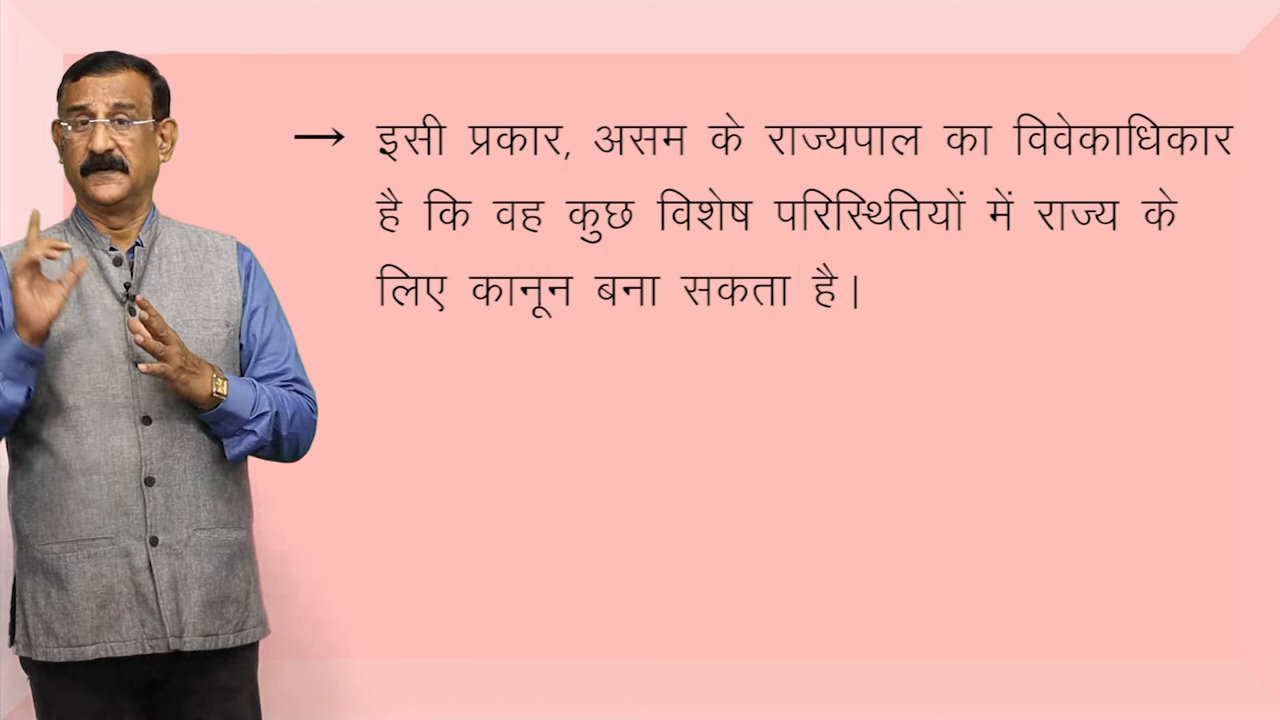 → इसी प्रकार, असम के राज्यपाल का विवेकाधिकार
है कि वह कुछ विशेष परिस्थितियों में राज्य के
लिए कानून बना सकता है।